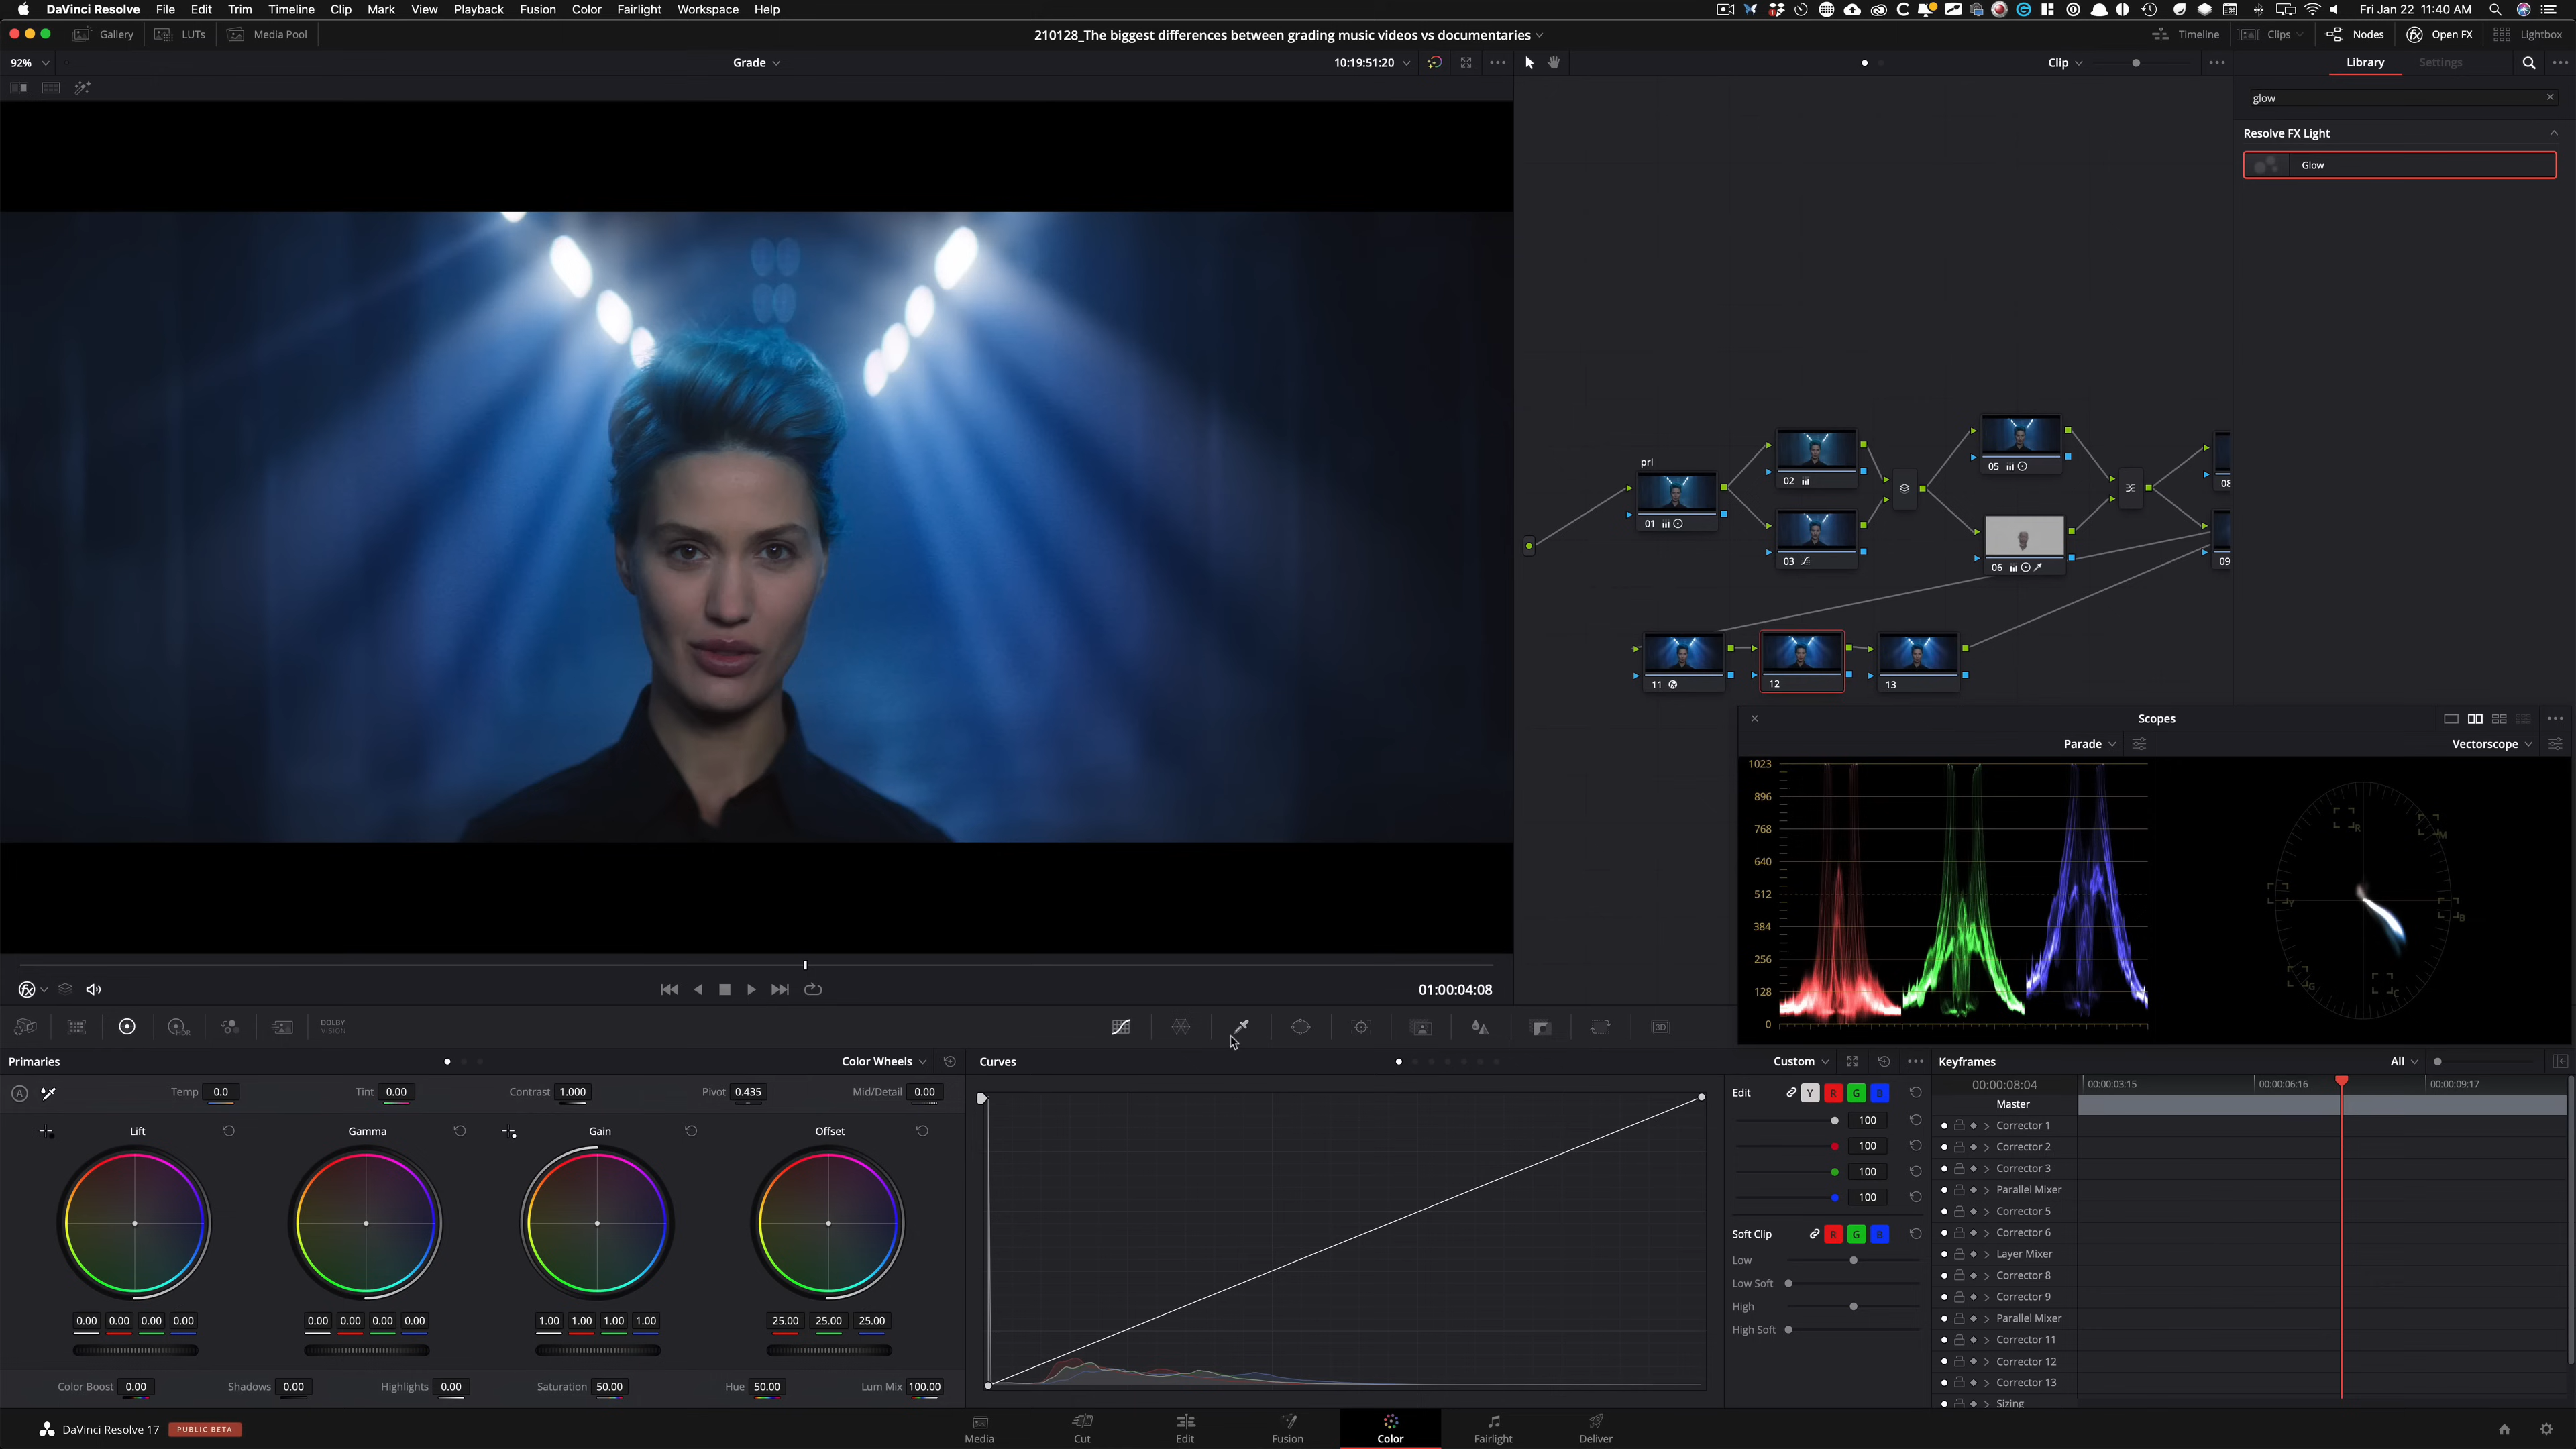 DaVinci Resolve File Edit Trim Timeline Clip Mark View Playback Fusion Color Fairlight Workspace Help
Fri Jan 22 11:40 AM
Gallery LUTs Media Pool
210128_The biggest differences between grading music videos vs documentaries
Timeline Clips Nodes Open FX Lightbox
92%
Grade
10:19:51:20
Clip
Library Settings
glow
Resolve FX Light
Glow
pri
01
02
03
05
06
08
09
11
12
13
Scopes
Parade
Vectorscope
1023
896
768
640
512
384
256
128
0
R
M
Y
B
G
C
01:00:04:08
HDR
DOLBY
VISION
3D
Primaries
Color Wheels
Temp 0.0 Tint 0.00 Contrast 1.000 Pivot 0.435 Mid/Detail 0.00
A
Lift Gamma Gain Offset
0.00 0.00 0.00 0.00
0.00 0.00 0.00 0.00
1.00 1.00 1.00 1.00
25.00 25.00 25.00
Color Boost 0.00 Shadows 0.00 Highlights 0.00 Saturation 50.00 Hue 50.00 Lum Mix 100.00
Curves
Custom
Edit Y R G B
100
100
100
100
Soft Clip R G B
Low
Low Soft
High
High Soft
Keyframes
All
00:00:08:04
00:00:03:15 00:00:06:16 00:00:09:17
Master
Corrector 1
Corrector 2
Corrector 3
Parallel Mixer
Corrector 5
Corrector 6
Layer Mixer
Corrector 8
Corrector 9
Parallel Mixer
Corrector 11
Corrector 12
Corrector 13
Sizing
DaVinci Resolve 17 PUBLIC BETA
Media Cut Edit Fusion Color Fairlight Deliver